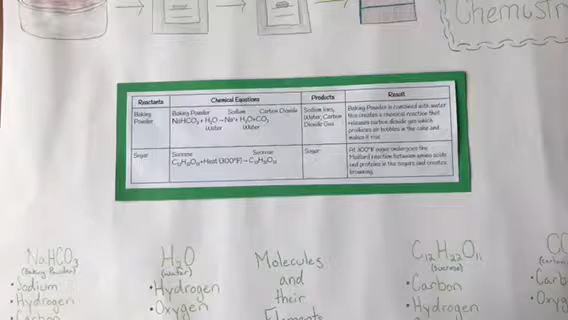 Chemistr
Reactants
Chemical Equations
Products
Result
Baking
Powder
Baking Powder Sodium Carbon Dioxide
NaHCO₃ + H₂O → Na⁺ + H₂O + CO₂
Water Water
Sodium Ions,
Water, Carbon
Dioxide Gas
Baking Powder is combined with water
this creates a chemical reaction that
releases carbon dioxide gas which
produces air bubbles in the cake and
makes it rise
Sugar
Sucrose Sucrose
C₁₂H₂₂O₁₁+Heat (300°F) → C₁₂H₂₂O₁₁
Sugar
At 300°F sugar undergoes the
Maillard reaction between amino acids
and proteins in the sugars and creates
browning.
NaHCO₃
(Baking Powder)
• Sodium
• Hydrogen
• Carbon
H₂O
(water)
• Hydrogen
• Oxygen
Molecules
and
their
Elements
C₁₂H₂₂O₁₁
(sucrose)
• Carbon
• Hydrogen
CO
(carbon
• Carb
• Oxyg